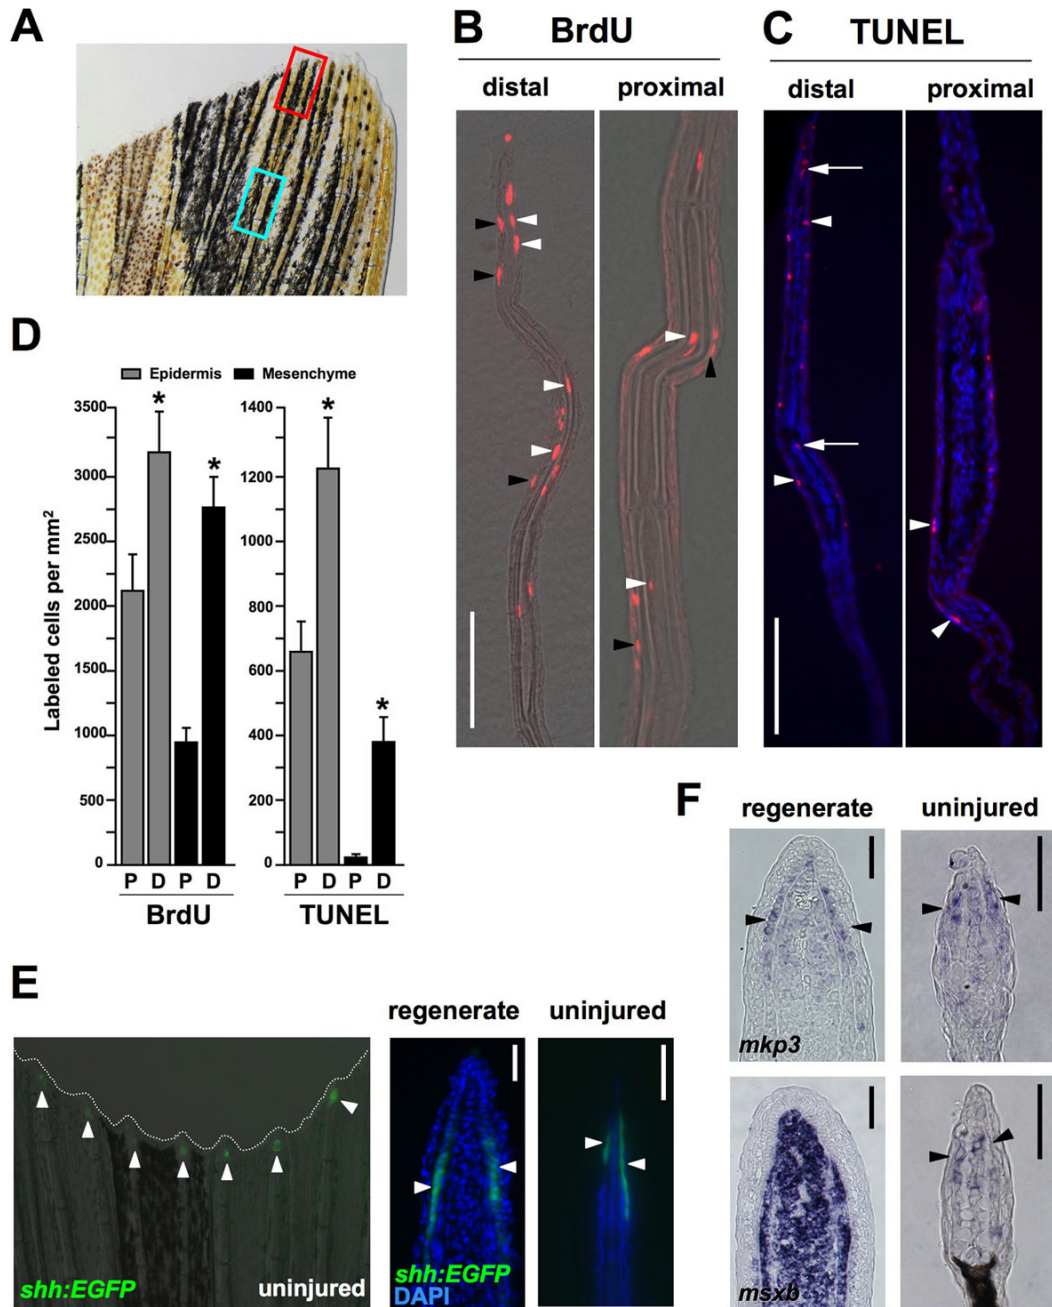 A
B
BrdU
distal
proximal
C
TUNEL
distal
proximal
D
Epidermis
Mesenchyme
Labeled cells per mm2
3500
3000
2500
2000
1500
1000
500
0
*
*
P D P D
BrdU
1400
1200
1000
800
600
400
200
0
*
*
P D P D
TUNEL
E
shh:EGFP
uninjured
regenerate
uninjured
shh:EGFP
DAPI
F
regenerate
uninjured
mkp3
msxb